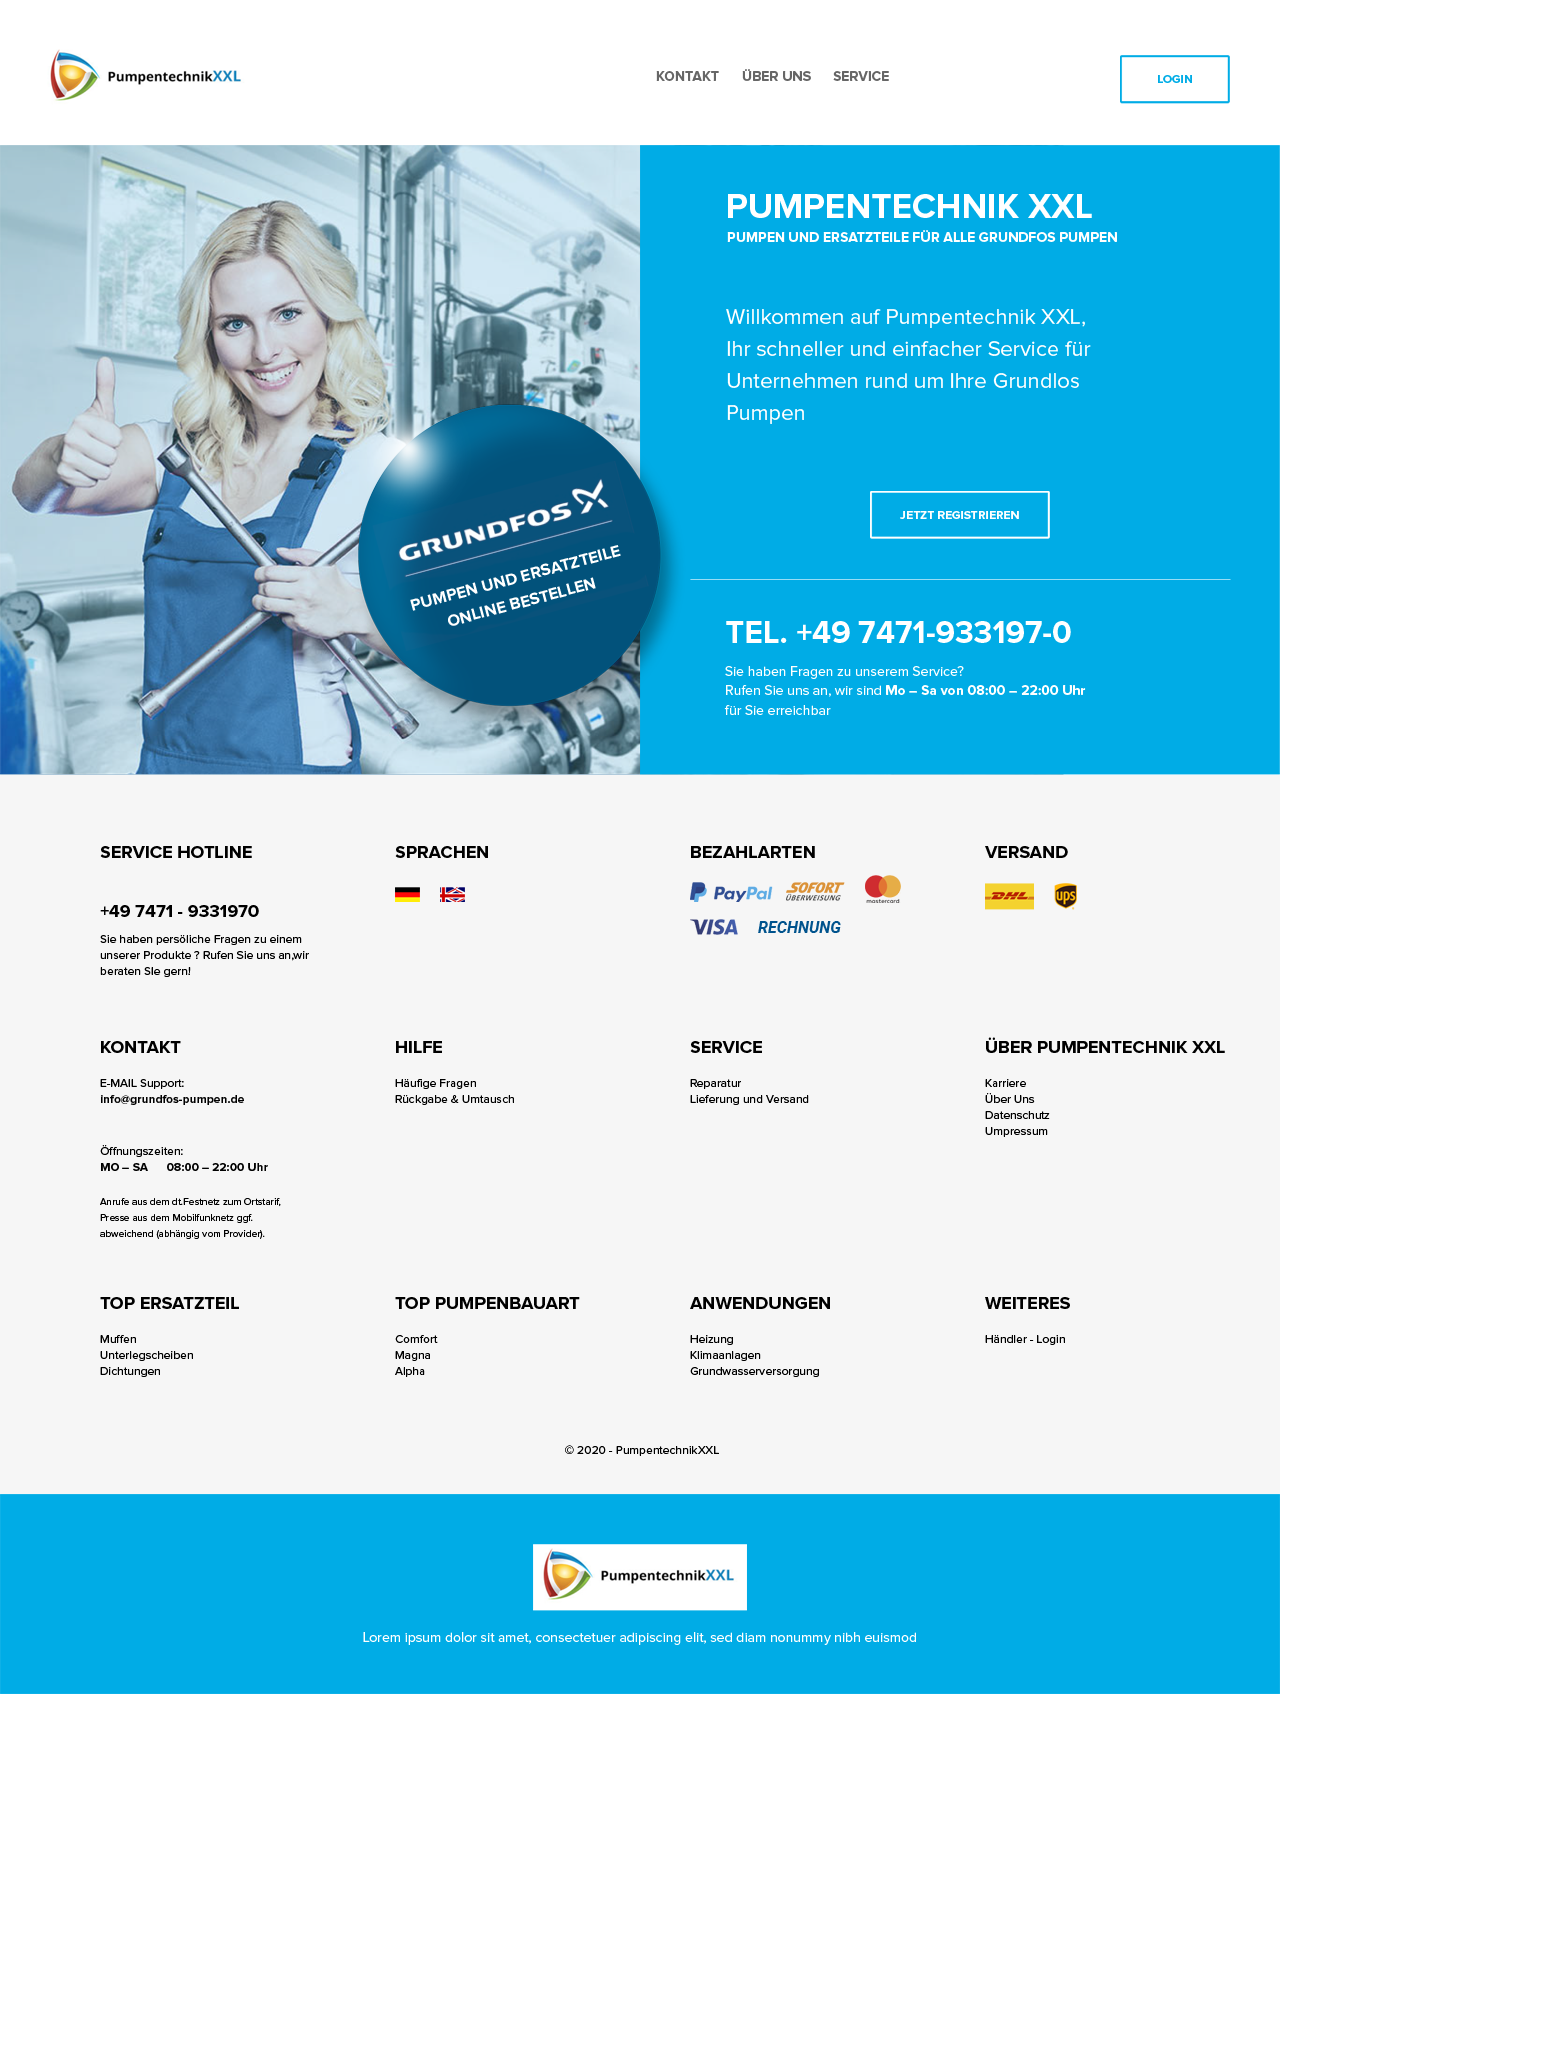 PumpentechnikXXL
KONTAKT ÜBER UNS SERVICE
LOGIN
PUMPENTECHNIK XXL
PUMPEN UND ERSATZTEILE FÜR ALLE GRUNDFOS PUMPEN
Willkommen auf Pumpentechnik XXL,
Ihr schneller und einfacher Service für
Unternehmen rund um Ihre Grundlos
Pumpen
GRUNDFOS
PUMPEN UND ERSATZTEILE
ONLINE BESTELLEN
JETZT REGISTRIEREN
TEL. +49 7471-933197-0
Sie haben Fragen zu unserem Service?
Rufen Sie uns an, wir sind Mo – Sa von 08:00 – 22:00 Uhr
für Sie erreichbar
SERVICE HOTLINE
+49 7471 - 9331970
Sie haben persöliche Fragen zu einem
unserer Produkte ? Rufen Sie uns an,wir
beraten SIe gern!
SPRACHEN
BEZAHLARTEN
PayPal SOFORT ÜBERWEISUNG mastercard
VISA RECHNUNG
VERSAND
DHL ups
KONTAKT
E-MAIL Support:
info@grundfos-pumpen.de
Öffnungszeiten:
MO – SA 08:00 – 22:00 Uhr
Anrufe aus dem dt.Festnetz zum Ortstarif,
Presse aus dem Mobilfunknetz ggf.
abweichend (abhängig vom Provider).
HILFE
Häufige Fragen
Rückgabe & Umtausch
SERVICE
Reparatur
Lieferung und Versand
ÜBER PUMPENTECHNIK XXL
Karriere
Über Uns
Datenschutz
Umpressum
TOP ERSATZTEIL
Muffen
Unterlegscheiben
Dichtungen
TOP PUMPENBAUART
Comfort
Magna
Alpha
ANWENDUNGEN
Heizung
Klimaanlagen
Grundwasserversorgung
WEITERES
Händler - Login
© 2020 - PumpentechnikXXL
PumpentechnikXXL
Lorem ipsum dolor sit amet, consectetuer adipiscing elit, sed diam nonummy nibh euismod